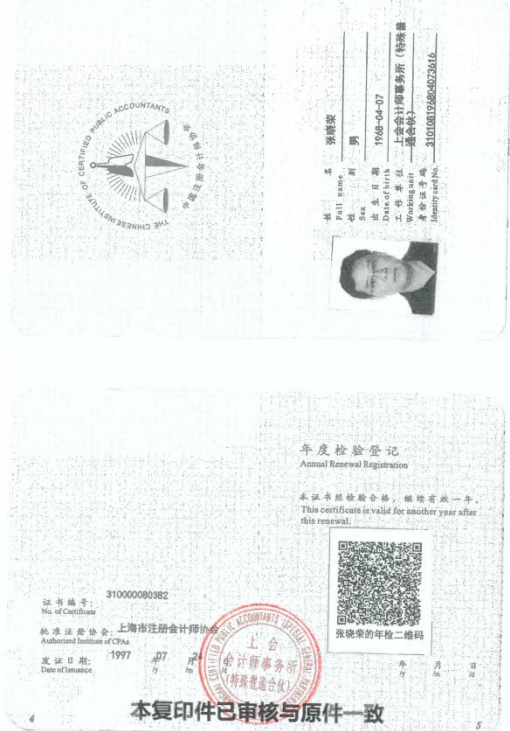 THE CHINESE INSTITUTE OF CERTIFIED PUBLIC ACCOUNTANTS
中国注册会计师协会
姓 名
Full name
张晓荣
性 别
Sex
男
出 生 日 期
Date of birth
1968-04-07
工 作 单 位
Working unit
上会会计师事务所（特殊普
通合伙）
身 份 证 号 码
Identity card No.
310108196804073616
年度检验登记
Annual Renewal Registration
本证书经检验合格，继续有效一年。
This certificate is valid for another year after
this renewal.
张晓荣的年检二维码
证书编号:
No. of Certificate
310000080382
批准注册协会:
Authorized Institute of CPAs
上海市注册会计师协会
发证日期:
Date of Issuance
1997 年 07 月 24 日
/y /m /d
年 月 日
/y /m /d
上 会
会计师事务所
(特殊普通合伙)
本复印件已审核与原件一致
4
5